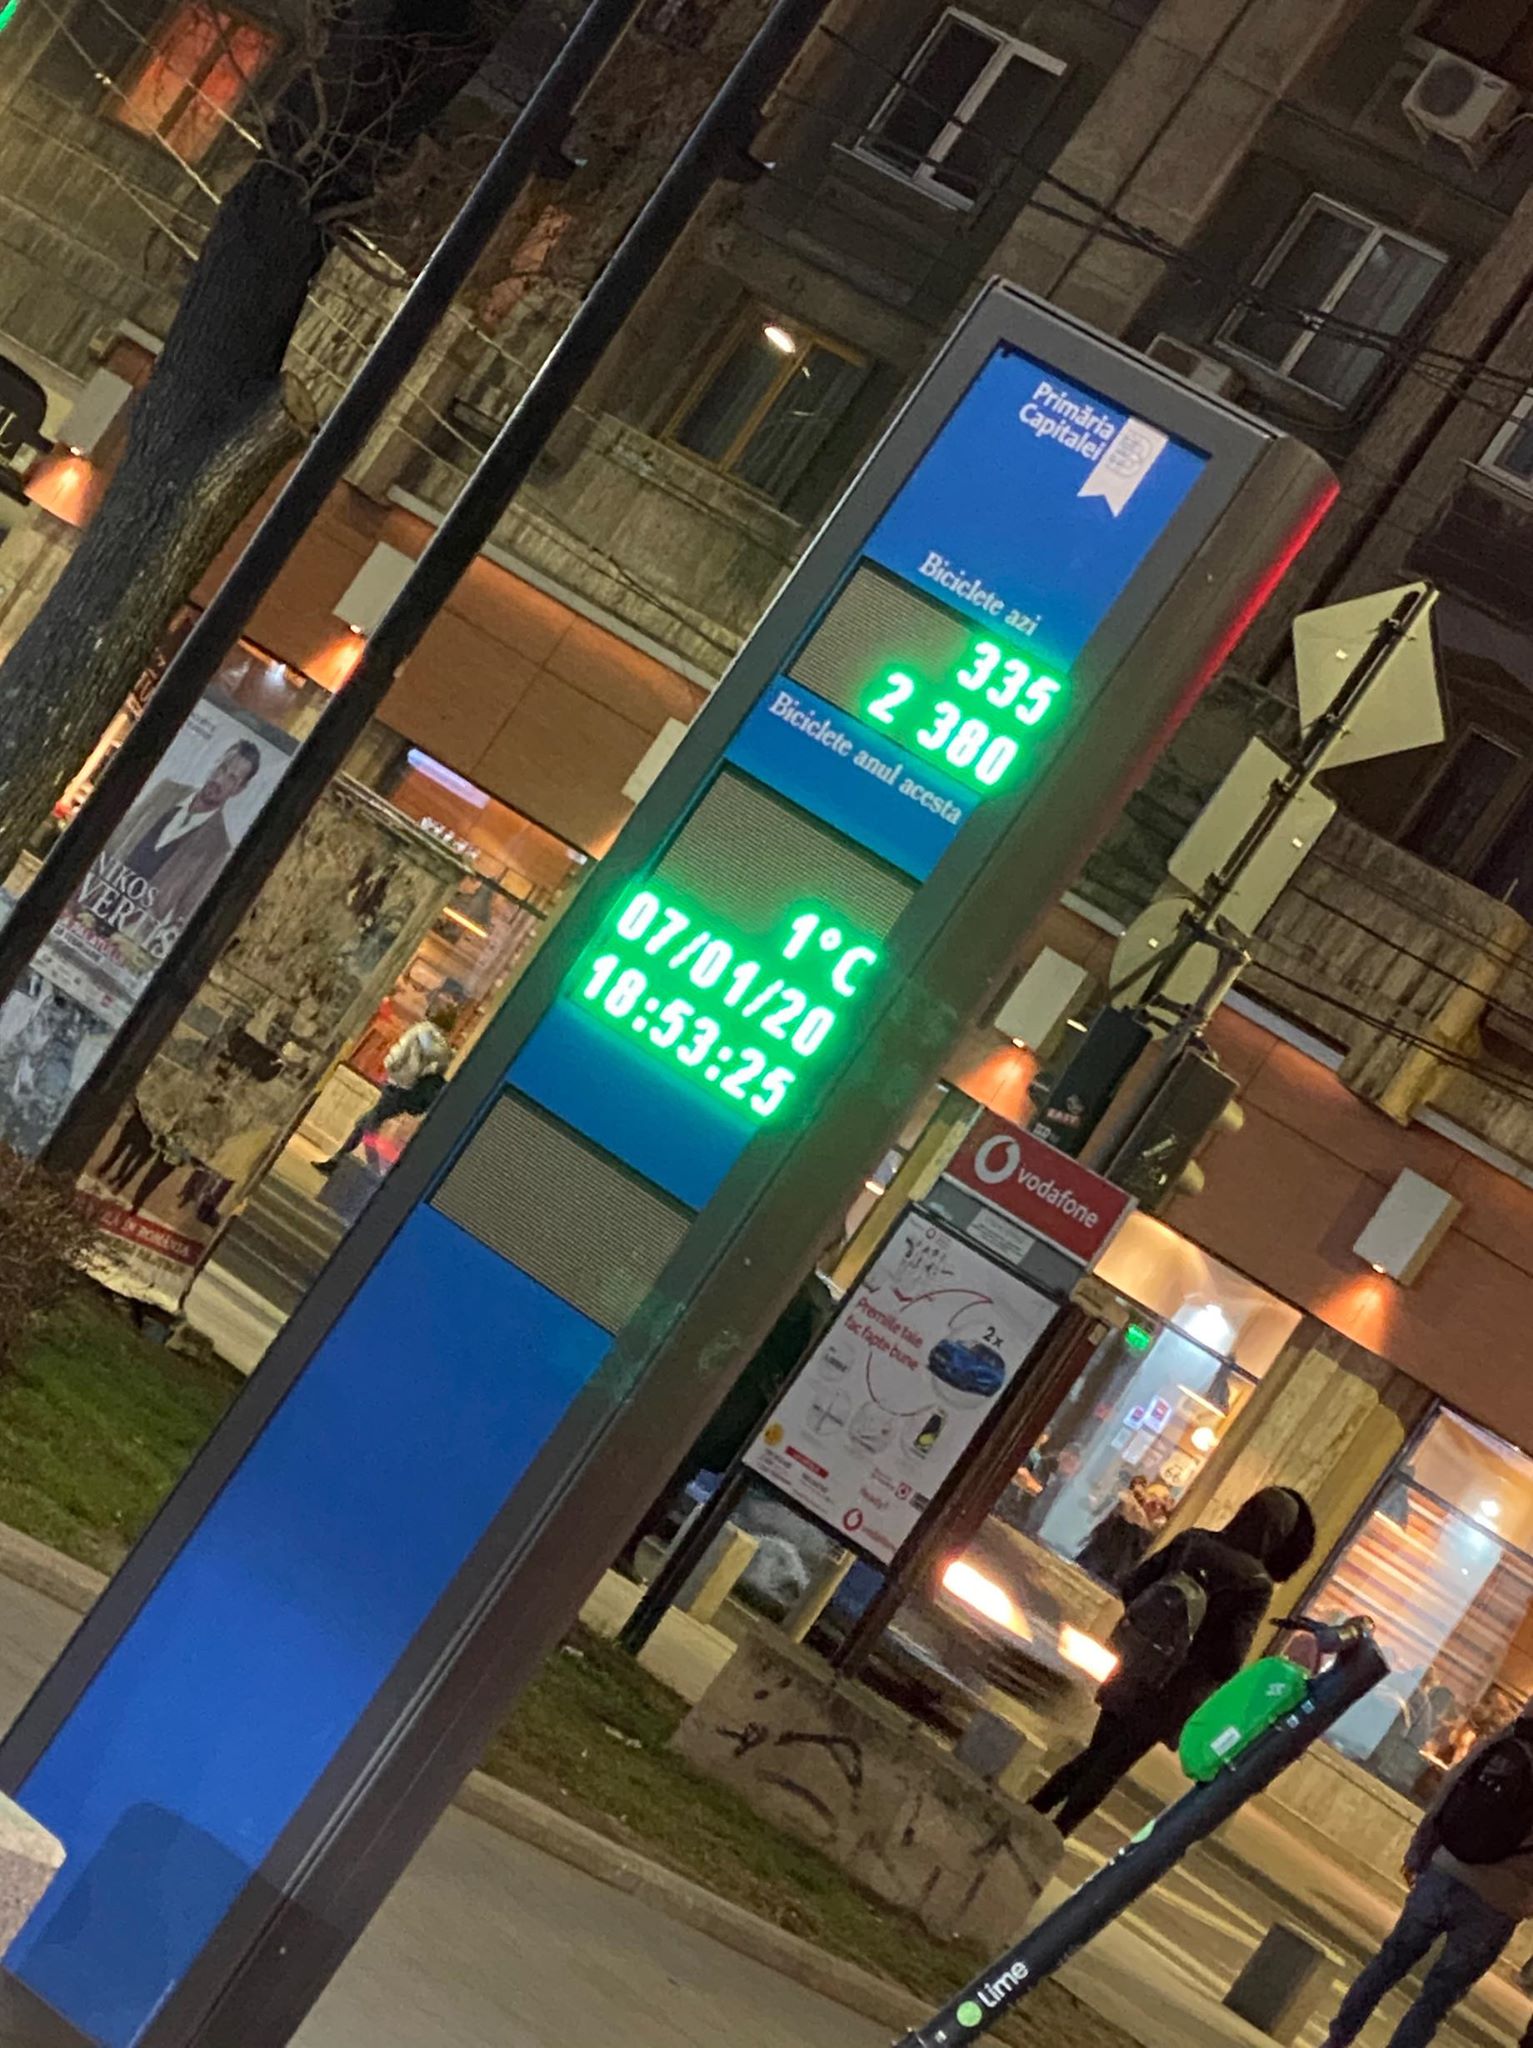 Primăria
Capitalei
Biciclete azi
335
2 380
Biciclete anul acesta
1°C
07/01/20
18:53:25
NIKOS
VERTIS
vodafone
Premiile tale
fac fapte bune
2x
Ready?
Lime